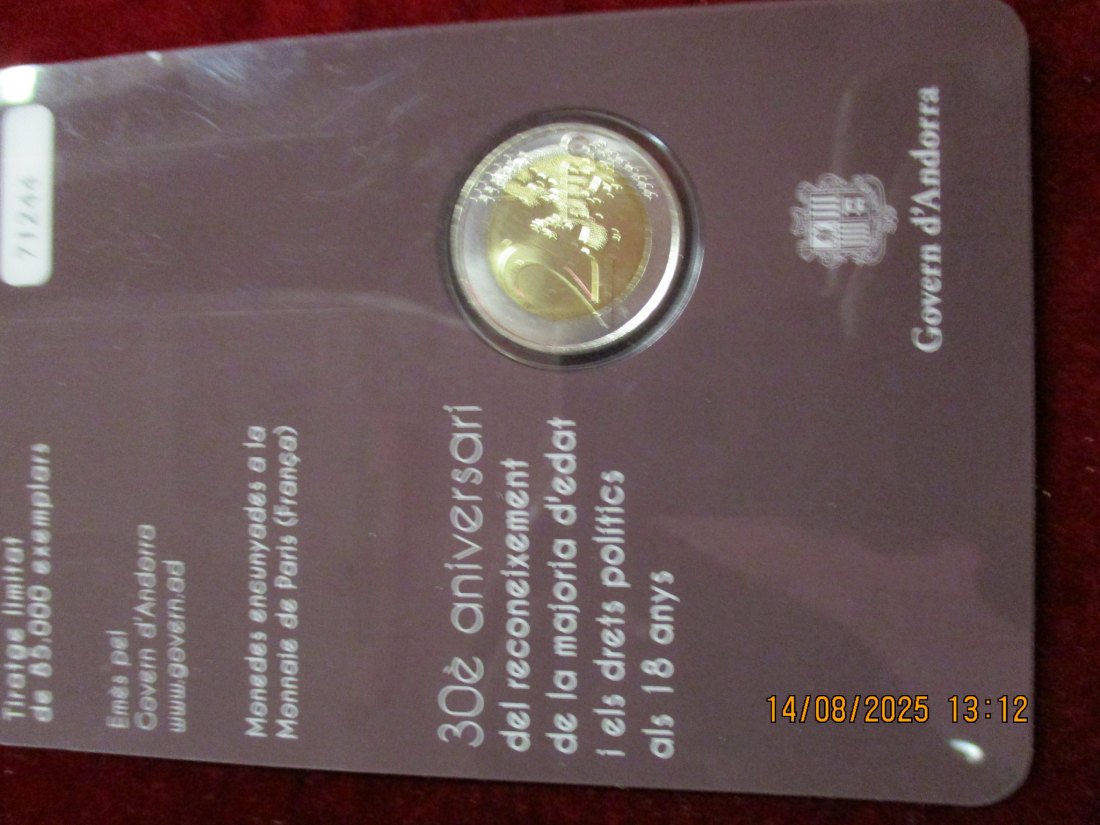 71244
Tiratge limitat
de 85.000 exemplars
Emès pel
Govern d'Andorra
www.govern.ad
Monedes encunyades a la
Monnaie de Paris (França)
30è aniversari
del reconeixement
de la majoria d'edat
i els drets polítics
als 18 anys
2
Govern d'Andorra
14/08/2025 13:12